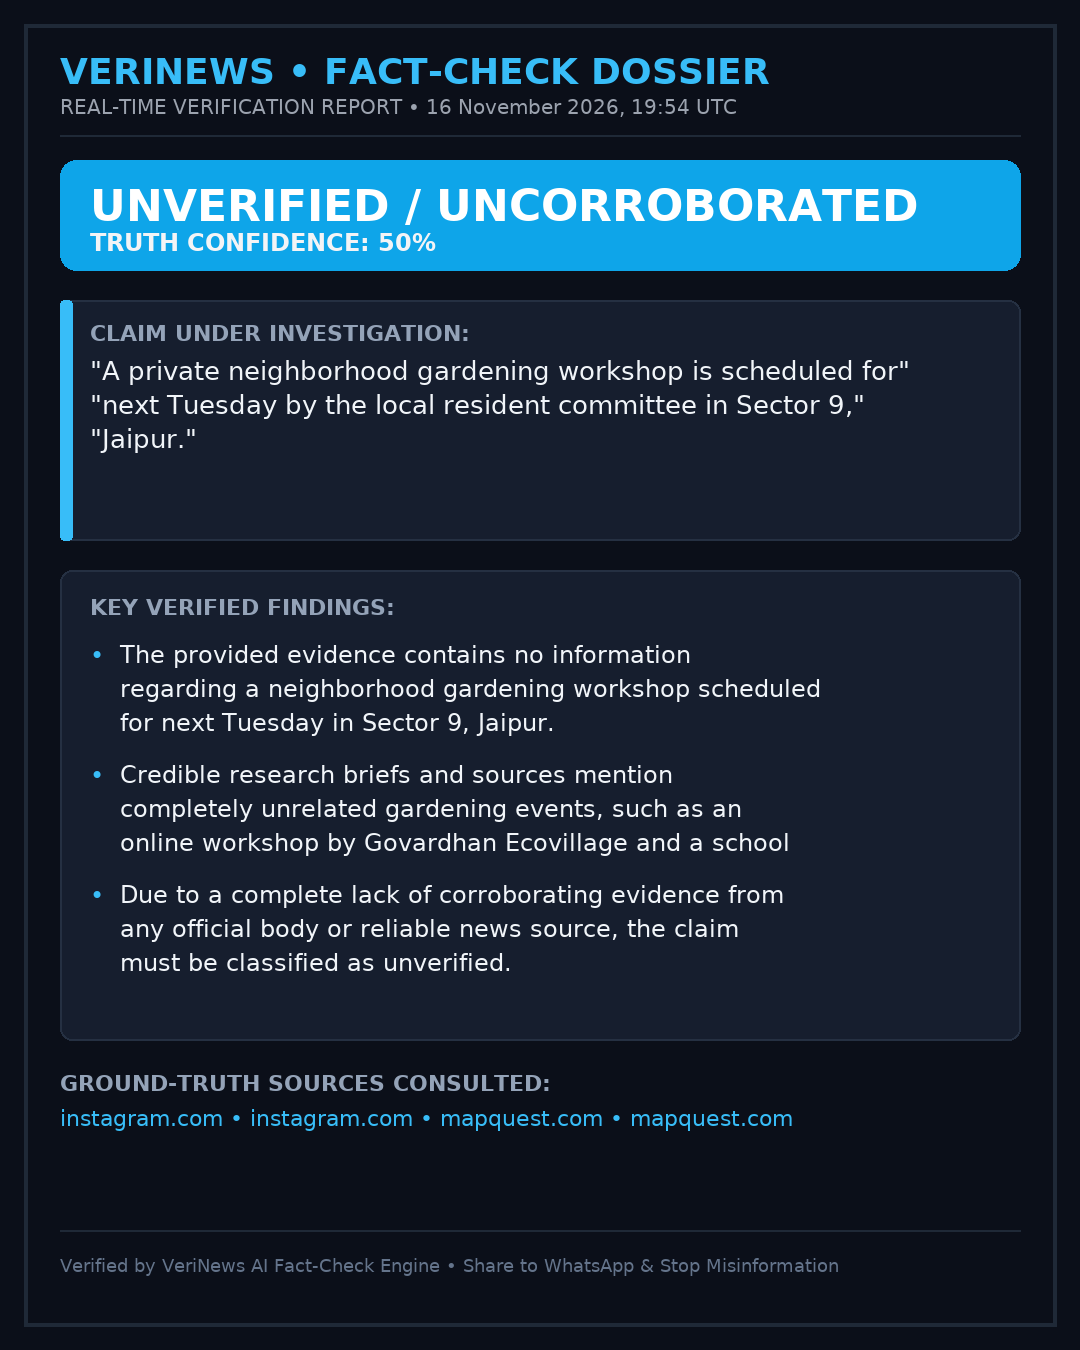 VERINEWS • FACT-CHECK DOSSIER
REAL-TIME VERIFICATION REPORT • 16 November 2026, 19:54 UTC
UNVERIFIED / UNCORROBORATED
TRUTH CONFIDENCE: 50%
CLAIM UNDER INVESTIGATION:
"A private neighborhood gardening workshop is scheduled for"
"next Tuesday by the local resident committee in Sector 9,"
"Jaipur."
KEY VERIFIED FINDINGS:
• The provided evidence contains no information
regarding a neighborhood gardening workshop scheduled
for next Tuesday in Sector 9, Jaipur.
• Credible research briefs and sources mention
completely unrelated gardening events, such as an
online workshop by Govardhan Ecovillage and a school
• Due to a complete lack of corroborating evidence from
any official body or reliable news source, the claim
must be classified as unverified.
GROUND-TRUTH SOURCES CONSULTED:
instagram.com • instagram.com • mapquest.com • mapquest.com
Verified by VeriNews AI Fact-Check Engine • Share to WhatsApp & Stop Misinformation